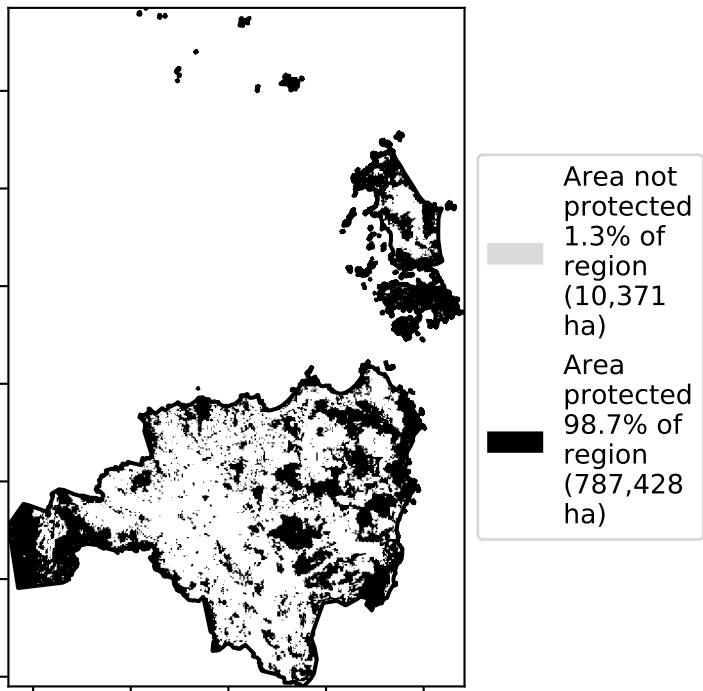 Area not
protected
1.3% of
region
(10,371
ha)
Area
protected
98.7% of
region
(787,428
ha)